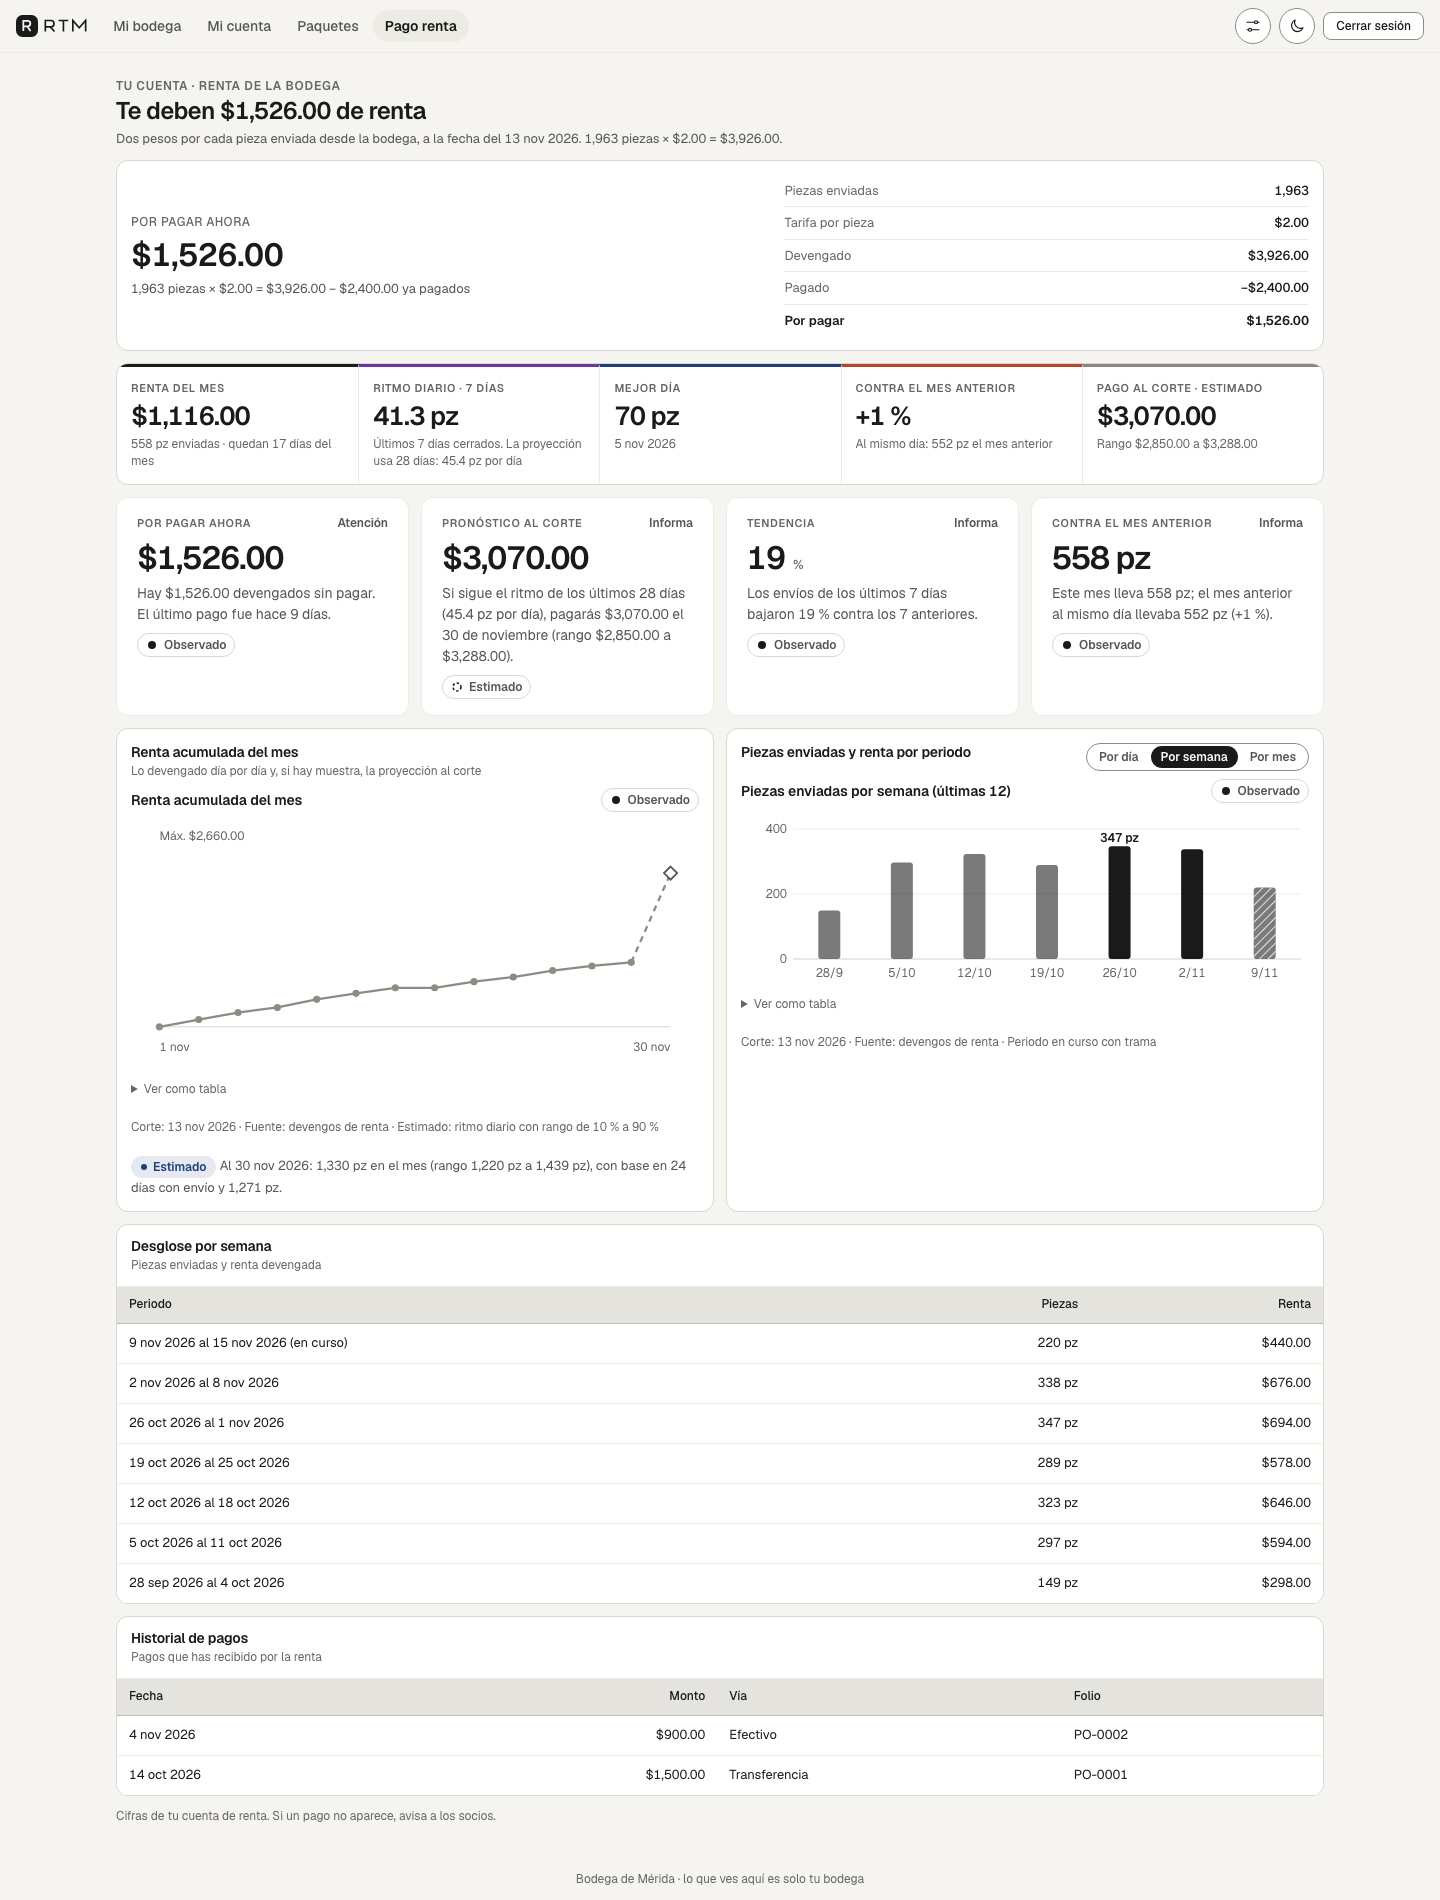 R RTM Mi bodega Mi cuenta Paquetes Pago renta Cerrar sesión
TU CUENTA · RENTA DE LA BODEGA
Te deben $1,526.00 de renta
Dos pesos por cada pieza enviada desde la bodega, a la fecha del 13 nov 2026. 1,963 piezas × $2.00 = $3,926.00.
POR PAGAR AHORA
$1,526.00
1,963 piezas × $2.00 = $3,926.00 − $2,400.00 ya pagados
Piezas enviadas 1,963
Tarifa por pieza $2.00
Devengado $3,926.00
Pagado −$2,400.00
Por pagar $1,526.00
RENTA DEL MES
$1,116.00
558 pz enviadas · quedan 17 días del
mes
RITMO DIARIO · 7 DÍAS
41.3 pz
Últimos 7 días cerrados. La proyección
usa 28 días: 45.4 pz por día
MEJOR DÍA
70 pz
5 nov 2026
CONTRA EL MES ANTERIOR
+1 %
Al mismo día: 552 pz el mes anterior
PAGO AL CORTE · ESTIMADO
$3,070.00
Rango $2,850.00 a $3,288.00
POR PAGAR AHORA Atención
$1,526.00
Hay $1,526.00 devengados sin pagar.
El último pago fue hace 9 días.
Observado
PRONÓSTICO AL CORTE Informa
$3,070.00
Si sigue el ritmo de los últimos 28 días
(45.4 pz por día), pagarás $3,070.00 el
30 de noviembre (rango $2,850.00 a
$3,288.00).
Estimado
TENDENCIA Informa
19 %
Los envíos de los últimos 7 días
bajaron 19 % contra los 7 anteriores.
Observado
CONTRA EL MES ANTERIOR Informa
558 pz
Este mes lleva 558 pz; el mes anterior
al mismo día llevaba 552 pz (+1 %).
Observado
Renta acumulada del mes
Lo devengado día por día y, si hay muestra, la proyección al corte
Renta acumulada del mes Observado
Máx. $2,660.00
1 nov 30 nov
Ver como tabla
Corte: 13 nov 2026 · Fuente: devengos de renta · Estimado: ritmo diario con rango de 10 % a 90 %
Estimado Al 30 nov 2026: 1,330 pz en el mes (rango 1,220 pz a 1,439 pz), con base en 24
días con envío y 1,271 pz.
Piezas enviadas y renta por periodo Por día Por semana Por mes
Piezas enviadas por semana (últimas 12) Observado
400
347 pz
200
0
28/9 5/10 12/10 19/10 26/10 2/11 9/11
Ver como tabla
Corte: 13 nov 2026 · Fuente: devengos de renta · Periodo en curso con trama
Desglose por semana
Piezas enviadas y renta devengada
Periodo Piezas Renta
9 nov 2026 al 15 nov 2026 (en curso) 220 pz $440.00
2 nov 2026 al 8 nov 2026 338 pz $676.00
26 oct 2026 al 1 nov 2026 347 pz $694.00
19 oct 2026 al 25 oct 2026 289 pz $578.00
12 oct 2026 al 18 oct 2026 323 pz $646.00
5 oct 2026 al 11 oct 2026 297 pz $594.00
28 sep 2026 al 4 oct 2026 149 pz $298.00
Historial de pagos
Pagos que has recibido por la renta
Fecha Monto Vía Folio
4 nov 2026 $900.00 Efectivo PO-0002
14 oct 2026 $1,500.00 Transferencia PO-0001
Cifras de tu cuenta de renta. Si un pago no aparece, avisa a los socios.
Bodega de Mérida · lo que ves aquí es solo tu bodega